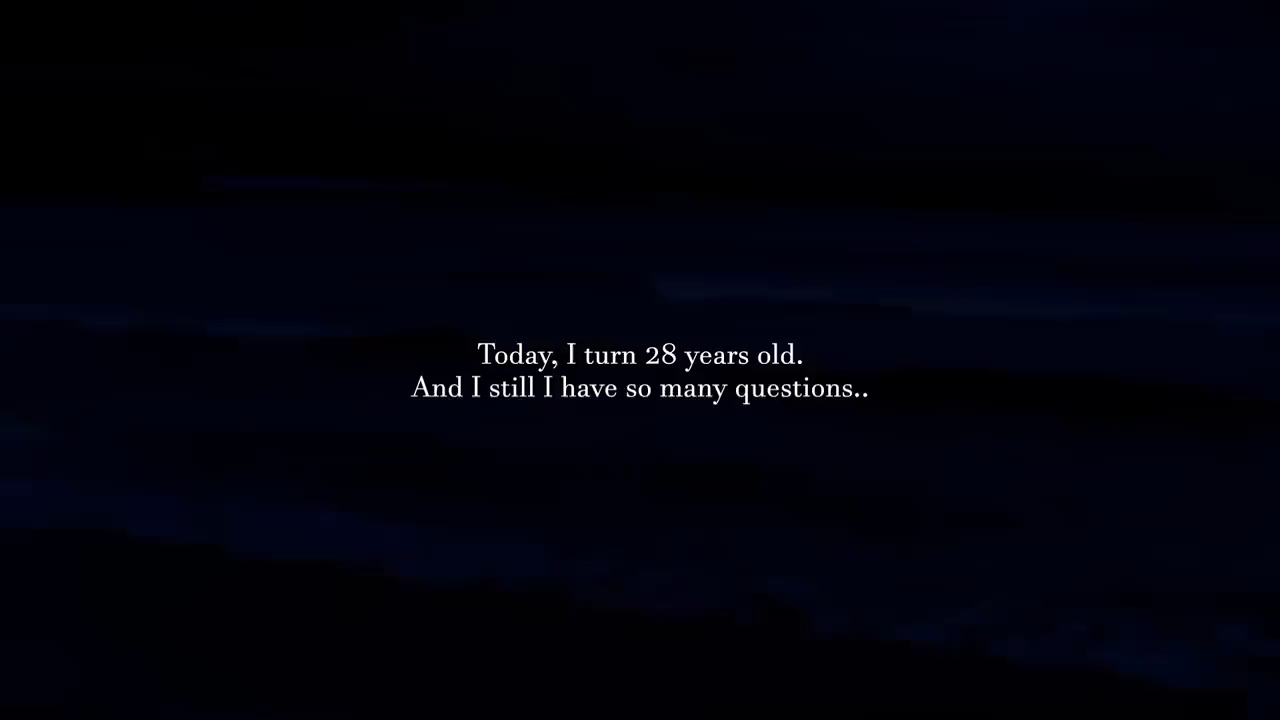 Today, I turn 28 years old.
And I still I have so many questions..